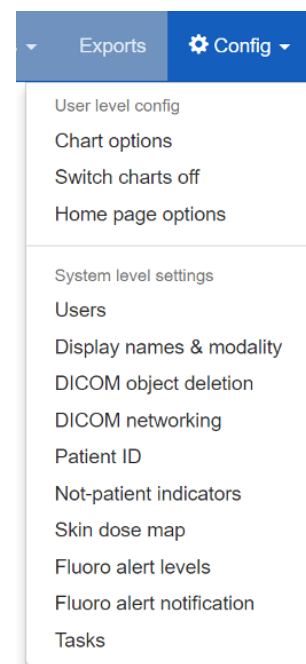 Exports
Config
User level config
Chart options
Switch charts off
Home page options
System level settings
Users
Display names & modality
DICOM object deletion
DICOM networking
Patient ID
Not-patient indicators
Skin dose map
Fluoro alert levels
Fluoro alert notification
Tasks